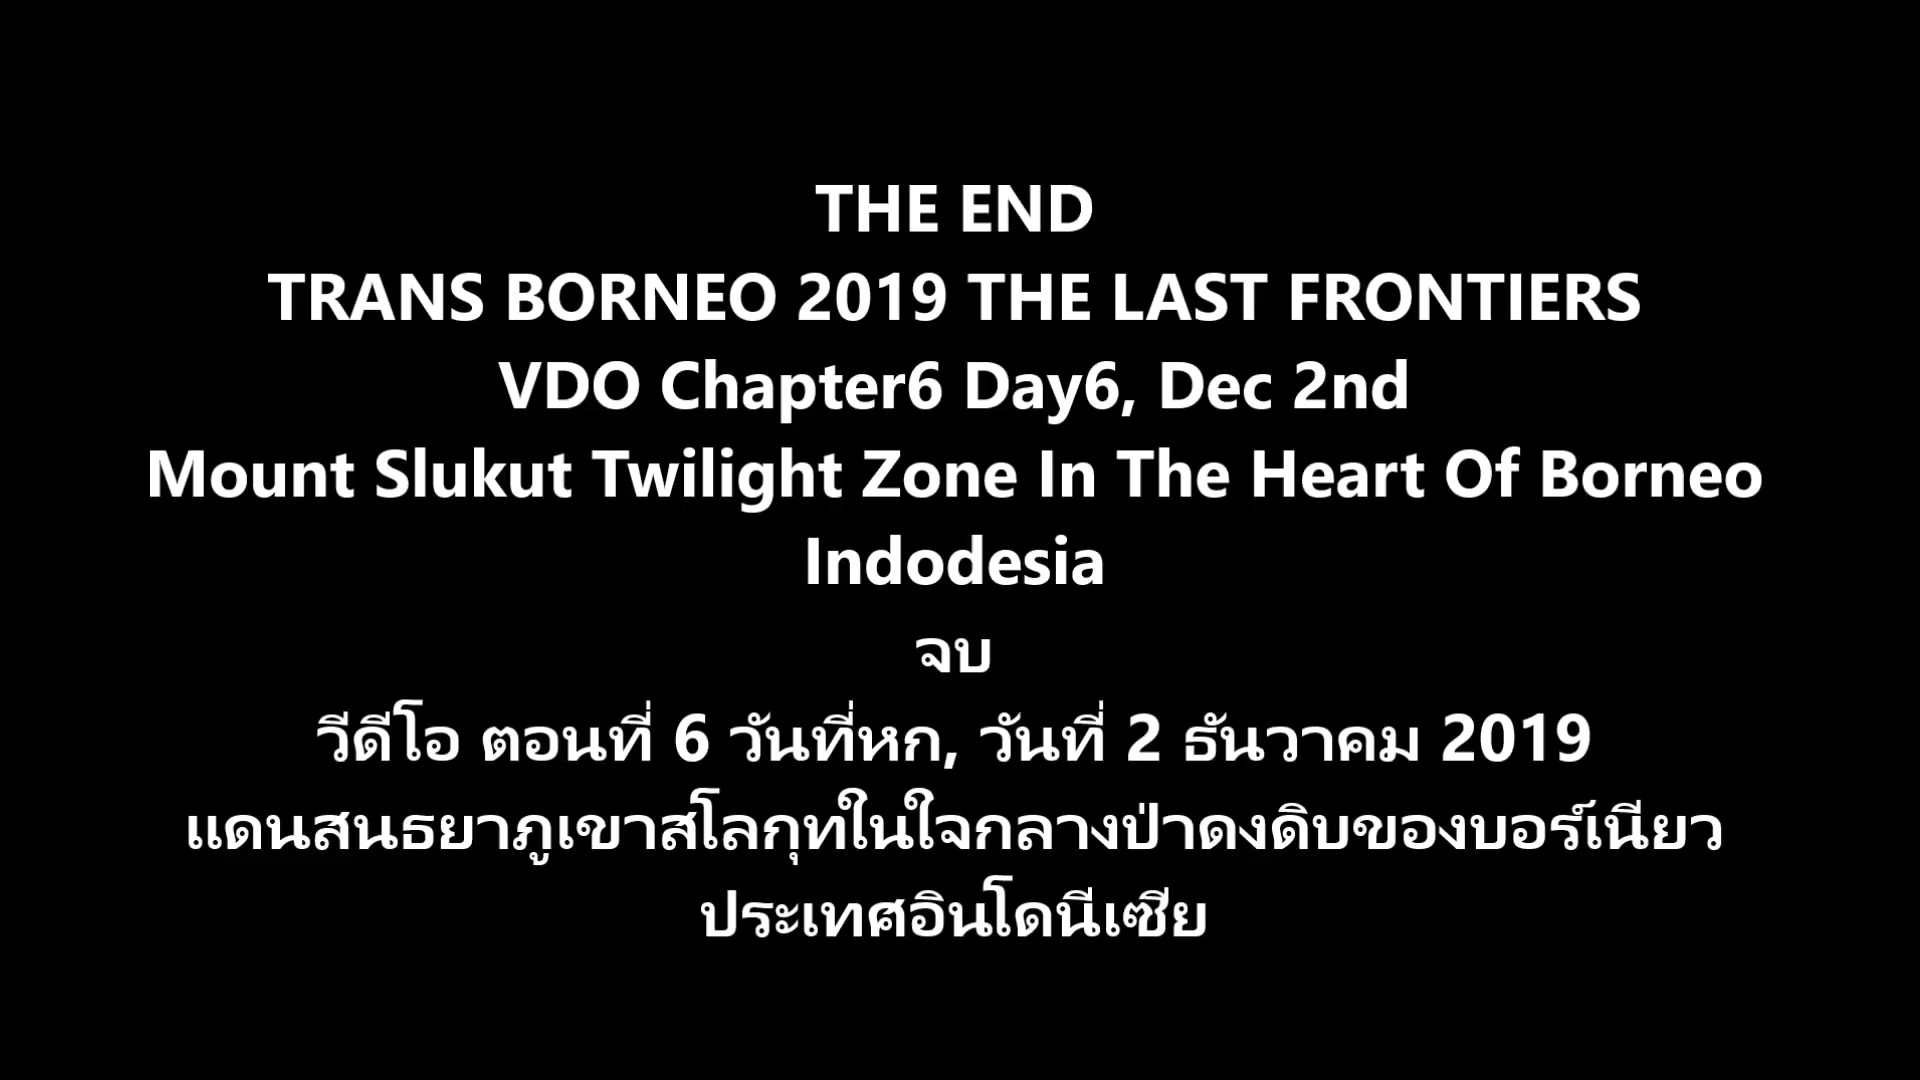 THE END
TRANS BORNEO 2019 THE LAST FRONTIERS
VDO Chapter6 Day6, Dec 2nd
Mount Slukut Twilight Zone In The Heart Of Borneo
Indodesia
จบ
วีดีโอ ตอนที่ 6 วันที่หก, วันที่ 2 ธันวาคม 2019
แดนสนธยาภูเขาสโลกุทในใจกลางป่าดงดิบของบอร์เนียว
ประเทศอินโดนีเซีย